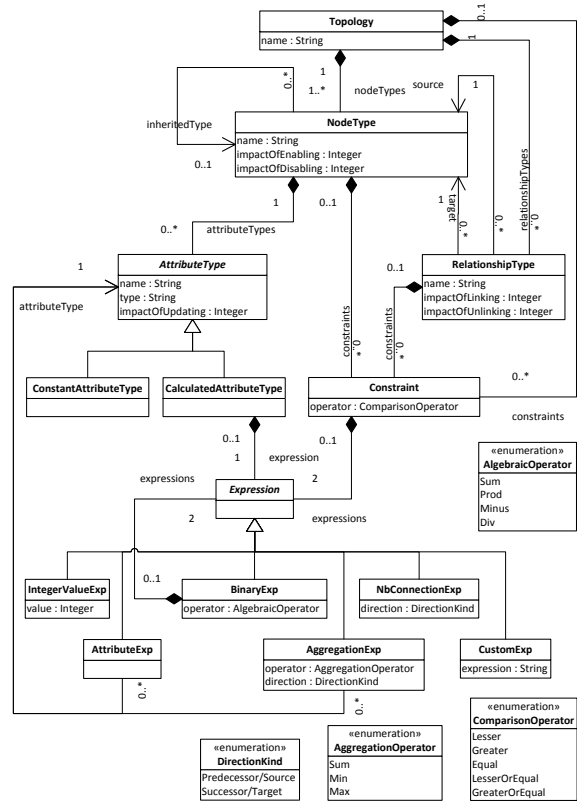 Topology
name : String
0..1
1
1
1..*
nodeTypes
source
1
0..*
inheritedType
0..1
NodeType
name : String
impactOfEnabling : Integer
impactOfDisabling : Integer
1
0..1
1
target
0..*
0..*
relationshipTypes
0..*
0..*
attributeTypes
1
attributeType
AttributeType
name : String
type : String
impactOfUpdating : Integer
0..1
RelationshipType
name : String
impactOfLinking : Integer
impactOfUnlinking : Integer
constraints
0..*
constraints
0..*
ConstantAttributeType
CalculatedAttributeType
Constraint
operator : ComparisonOperator
0..*
constraints
0..1
1
expression
0..1
2
expressions
expressions
2
Expression
«enumeration»
AlgebraicOperator
Sum
Prod
Minus
Div
IntegerValueExp
value : Integer
0..1
BinaryExp
operator : AlgebraicOperator
NbConnectionExp
direction : DirectionKind
AttributeExp
0..*
AggregationExp
operator : AggregationOperator
direction : DirectionKind
0..*
CustomExp
expression : String
«enumeration»
DirectionKind
Predecessor/Source
Successor/Target
«enumeration»
AggregationOperator
Sum
Min
Max
«enumeration»
ComparisonOperator
Lesser
Greater
Equal
LesserOrEqual
GreaterOrEqual